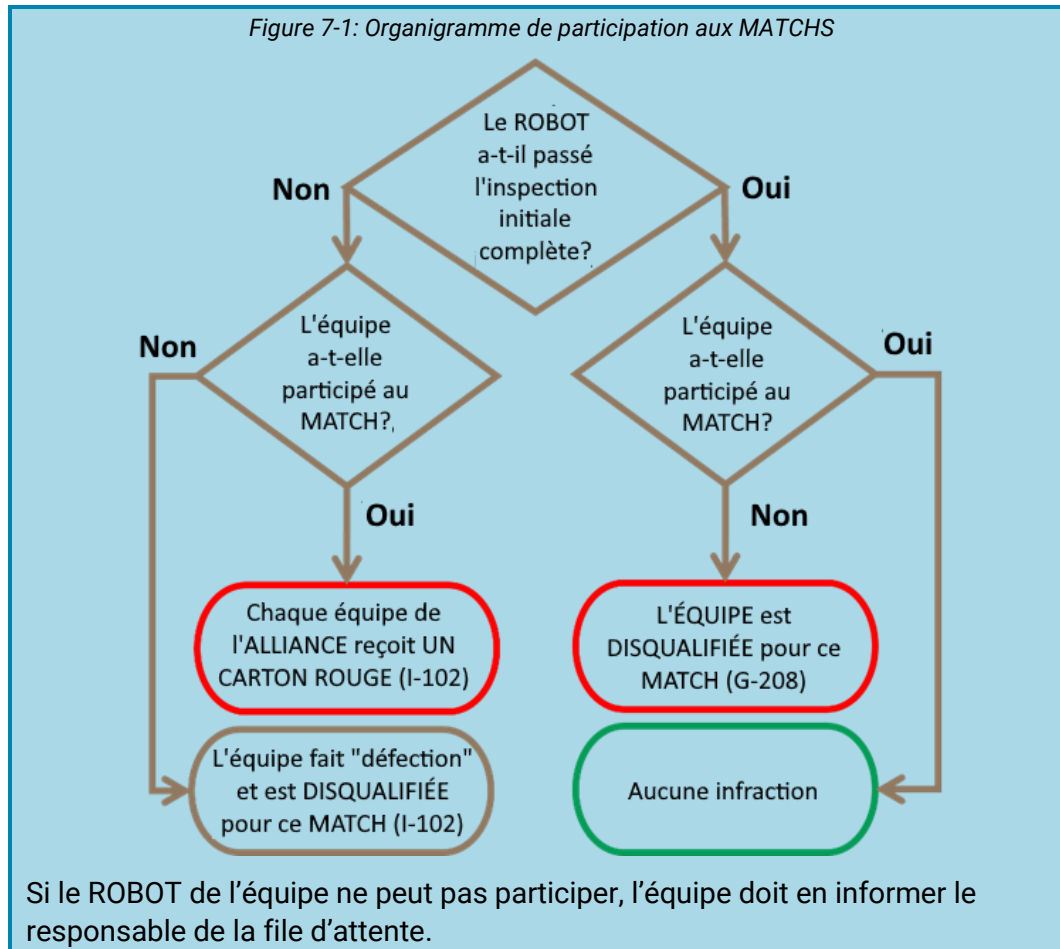 Figure 7-1: Organigramme de participation aux MATCHS
Le ROBOT
a-t-il passé
l'inspection
initiale
complète?
Non
Oui
L'équipe
a-t-elle
participé au
MATCH?
L'équipe
a-t-elle
participé au
MATCH?
Non
Oui
Oui
Non
Chaque équipe de
l'ALLIANCE reçoit UN
CARTON ROUGE (I-102)
L'ÉQUIPE est
DISQUALIFIÉE pour ce
MATCH (G-208)
L'équipe fait "défection"
et est DISQUALIFIÉE
pour ce MATCH (I-102)
Aucune infraction
Si le ROBOT de l’équipe ne peut pas participer, l’équipe doit en informer le
responsable de la file d’attente.